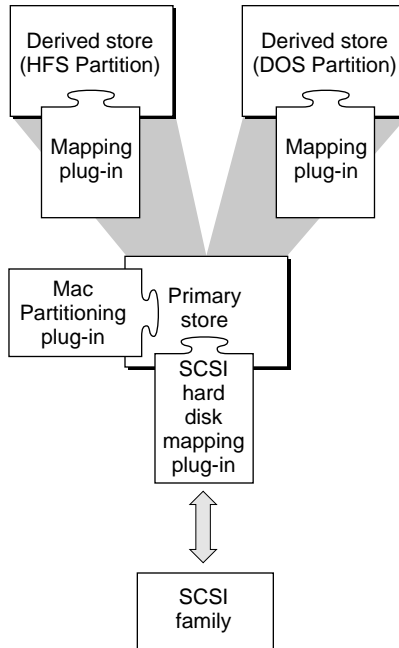 Derived store
(HFS Partition)
Mapping
plug-in
Derived store
(DOS Partition)
Mapping
plug-in
Mac
Partitioning
plug-in
Primary
store
SCSI
hard
disk
mapping
plug-in
SCSI
family